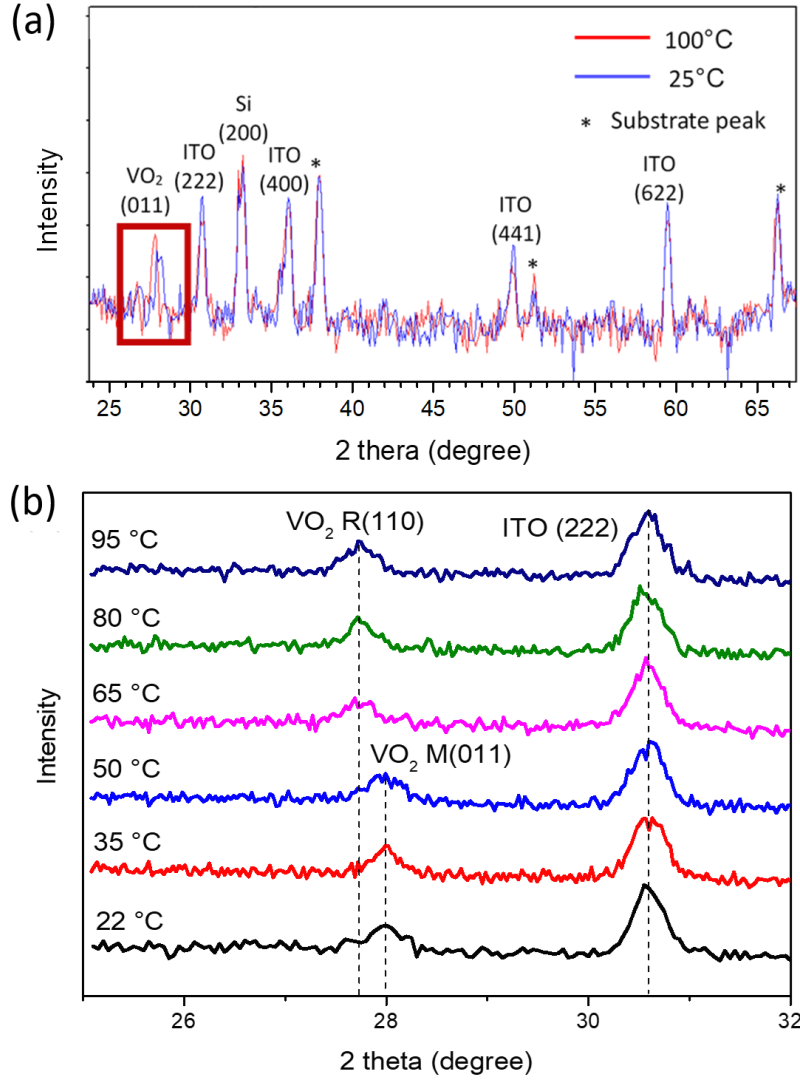 (a)
100°C
25°C
* Substrate peak
Si
(200)
ITO
(222)
ITO
(400)
*
VO₂
(011)
ITO
(441)
*
ITO
(622)
*
Intensity
25 30 35 40 45 50 55 60 65
2 thera (degree)
(b)
VO₂ R(110)
ITO (222)
95 °C
80 °C
65 °C
VO₂ M(011)
50 °C
35 °C
22 °C
Intensity
26 28 30 32
2 theta (degree)